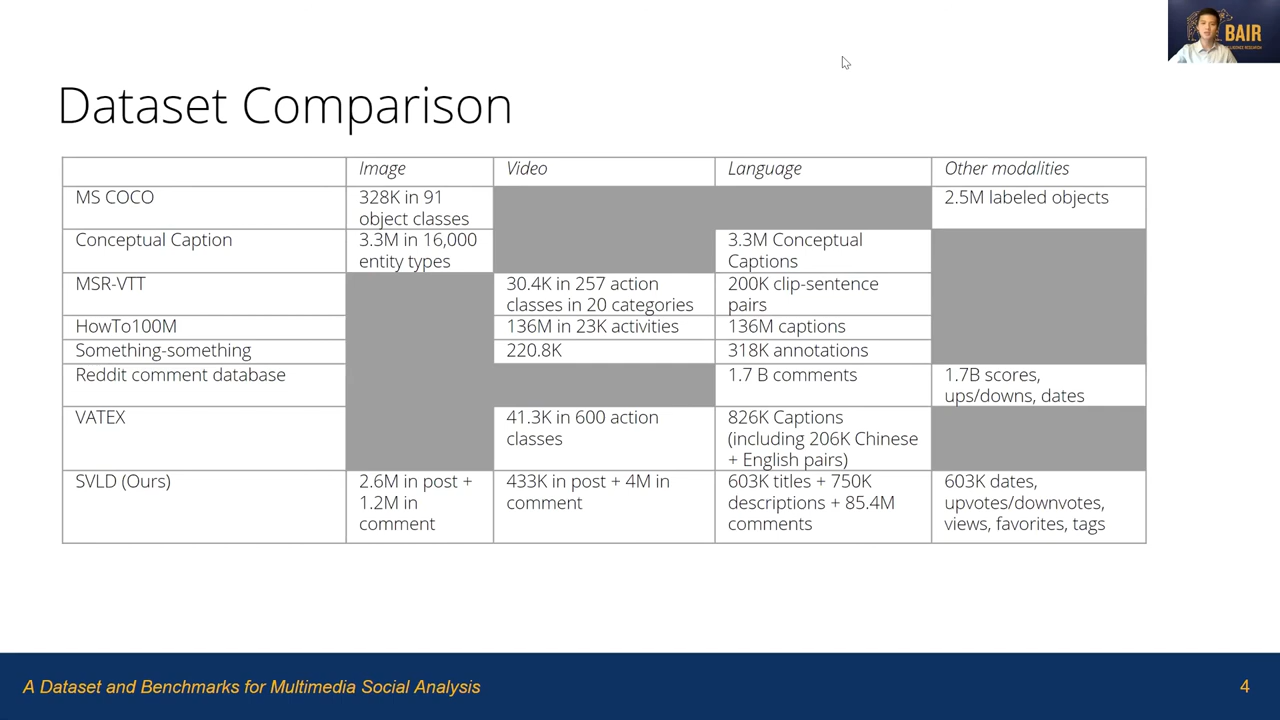 BAIR
Dataset Comparison
Image Video Language Other modalities
MS COCO 328K in 91 2.5M labeled objects
object classes
Conceptual Caption 3.3M in 16,000 3.3M Conceptual
entity types Captions
MSR-VTT 30.4K in 257 action 200K clip-sentence
classes in 20 categories pairs
HowTo100M 136M in 23K activities 136M captions
Something-something 220.8K 318K annotations
Reddit comment database 1.7 B comments 1.7B scores,
ups/downs, dates
VATEX 41.3K in 600 action 826K Captions
classes (including 206K Chinese
+ English pairs)
SVLD (Ours) 2.6M in post + 433K in post + 4M in 603K titles + 750K 603K dates,
1.2M in comment descriptions + 85.4M upvotes/downvotes,
comment comments views, favorites, tags
A Dataset and Benchmarks for Multimedia Social Analysis 4